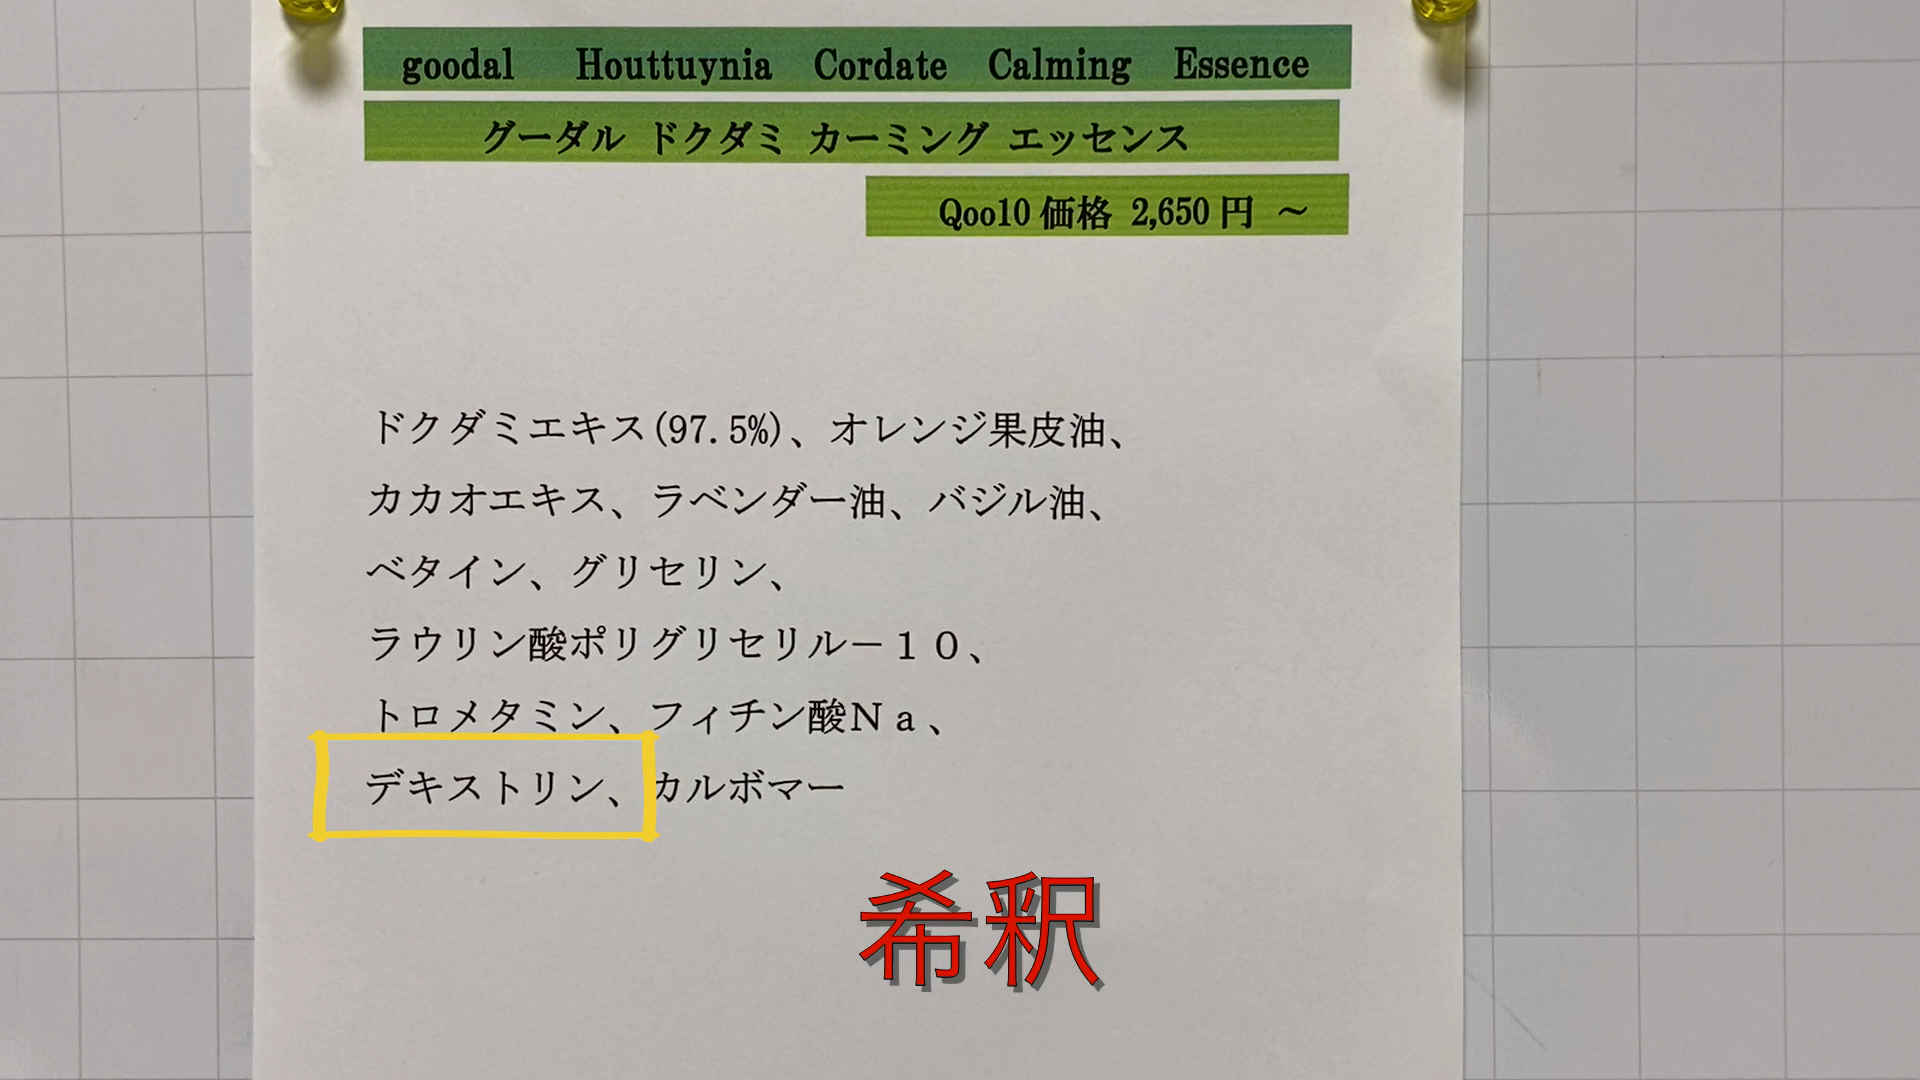 goodal Houttuynia Cordate Calming Essence
グーダル ドクダミ カーミング エッセンス
Qoo10 価格 2,650 円 ～
ドクダミエキス(97.5%)、オレンジ果皮油、
カカオエキス、ラベンダー油、バジル油、
ベタイン、グリセリン、
ラウリン酸ポリグリセリル－１０、
トロメタミン、フィチン酸Ｎａ、
デキストリン、カルボマー
希釈